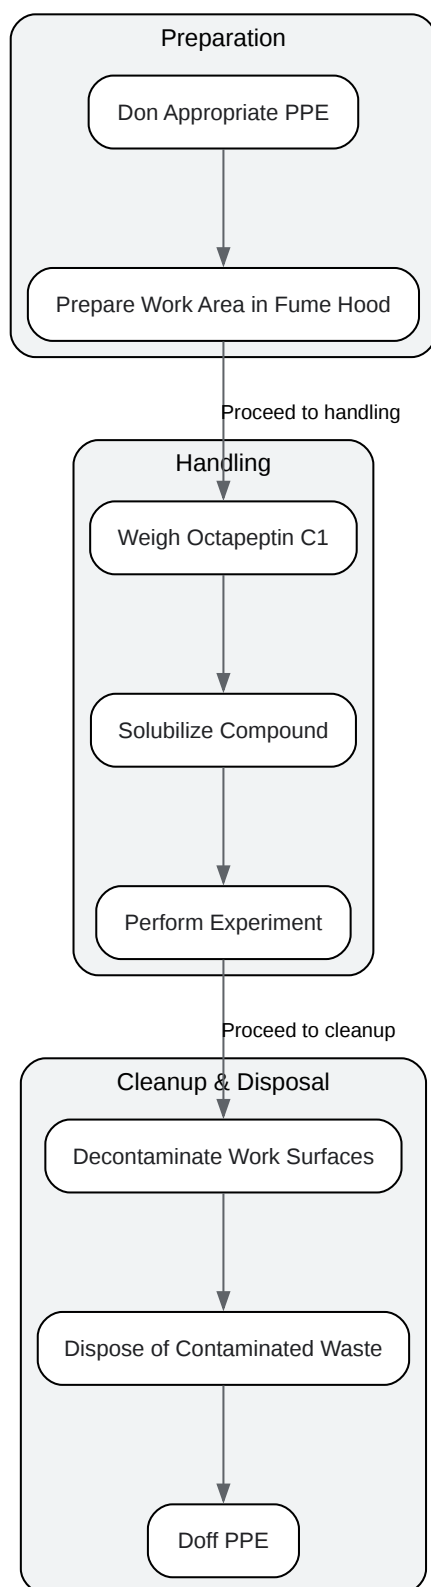 Preparation
Don Appropriate PPE
Prepare Work Area in Fume Hood
Proceed to handling
Handling
Weigh Octapeptin C1
Solubilize Compound
Perform Experiment
Proceed to cleanup
Cleanup & Disposal
Decontaminate Work Surfaces
Dispose of Contaminated Waste
Doff PPE